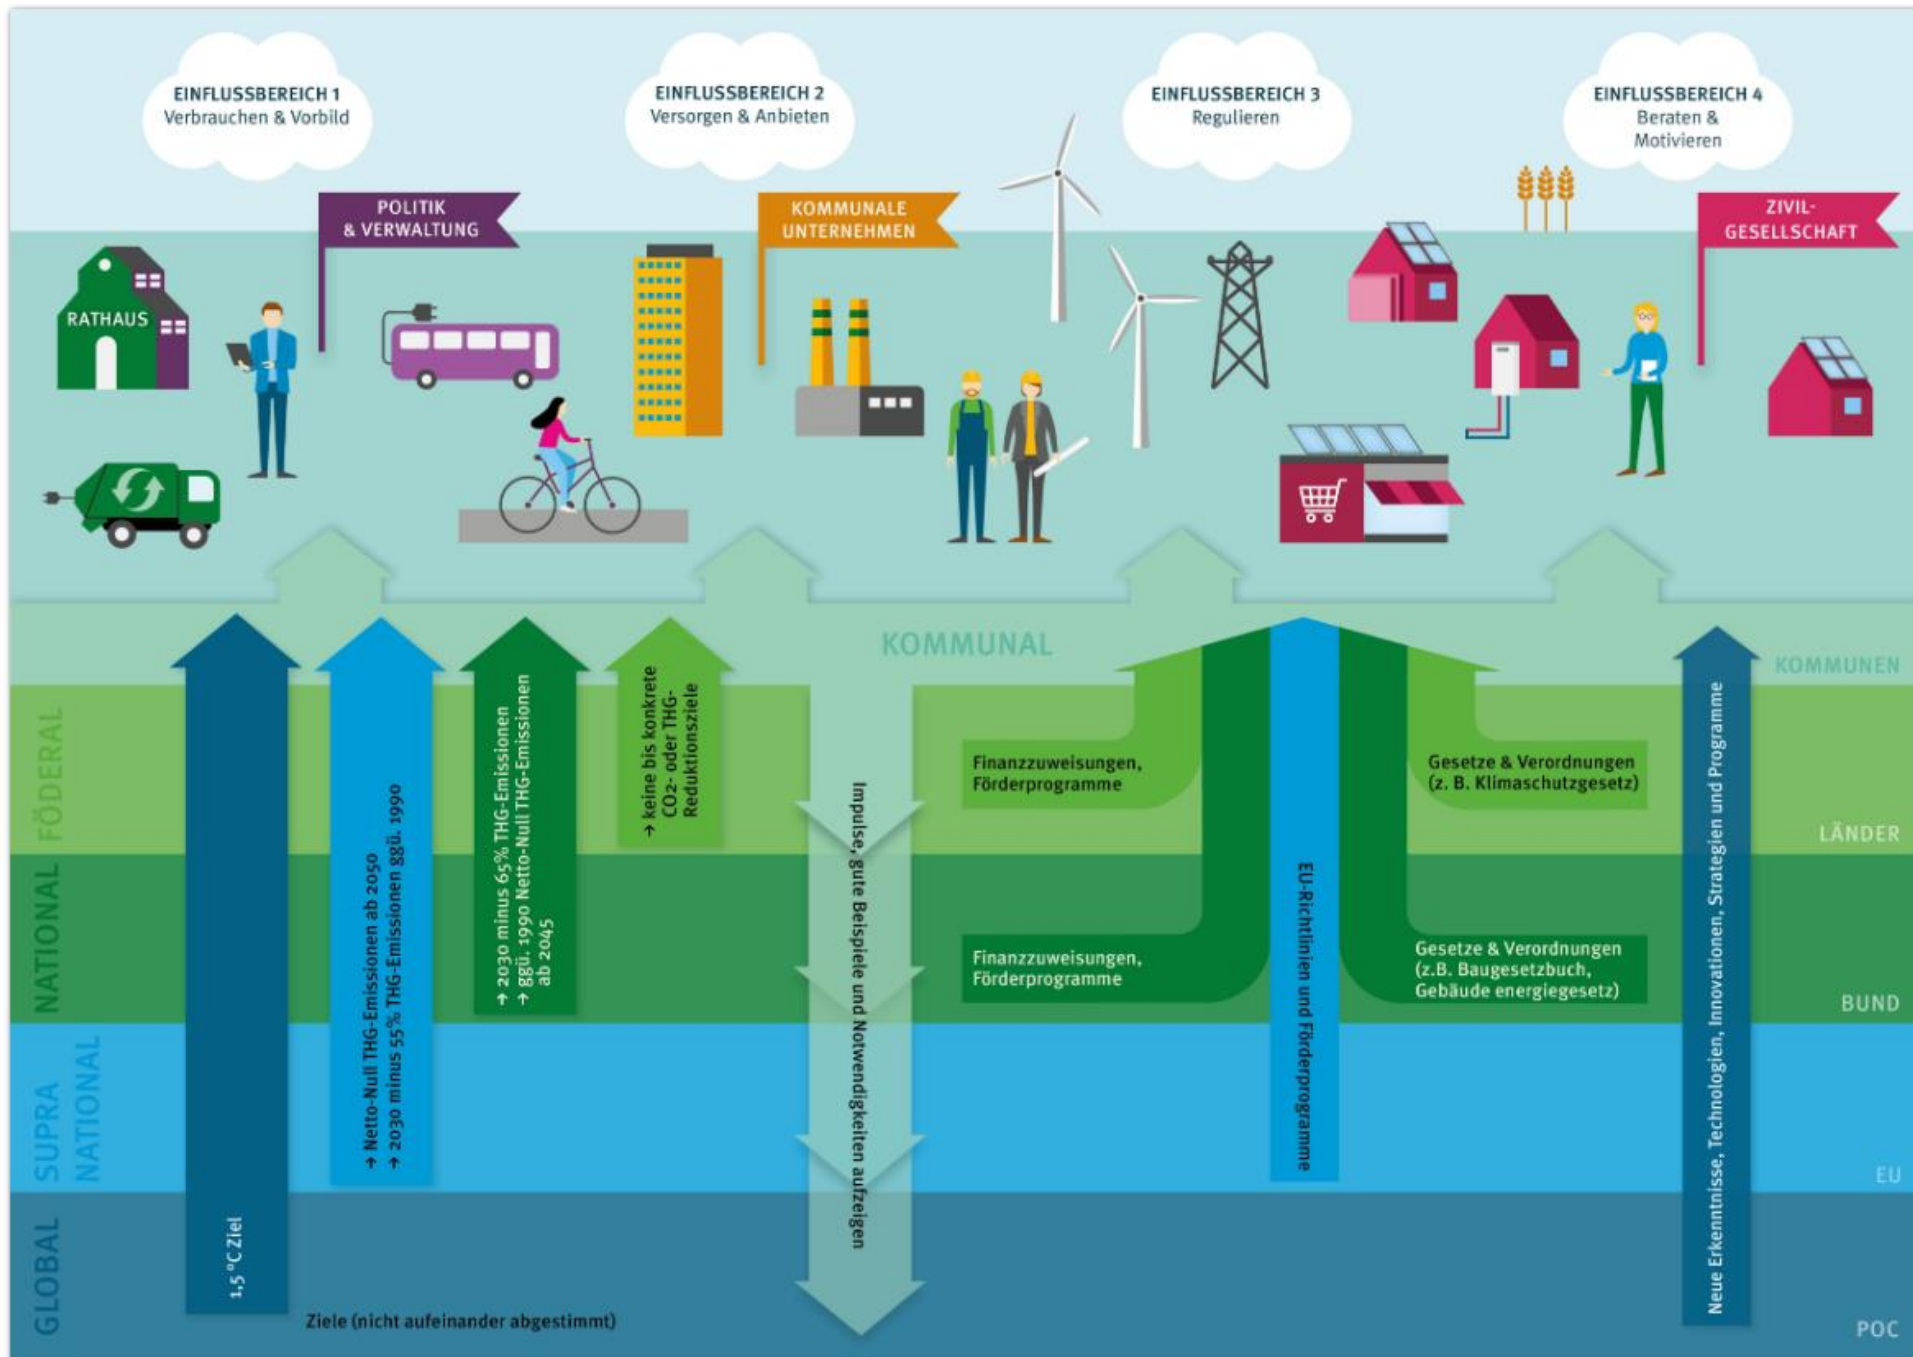 EINFLUSSBEREICH 1
Verbrauchen & Vorbild
EINFLUSSBEREICH 2
Versorgen & Anbieten
EINFLUSSBEREICH 3
Regulieren
EINFLUSSBEREICH 4
Beraten &
Motivieren
POLITIK
& VERWALTUNG
KOMMUNALE
UNTERNEHMEN
ZIVIL-
GESELLSCHAFT
RATHAUS
KOMMUNAL
KOMMUNEN
FÖDERAL
LÄNDER
NATIONAL
BUND
SUPRA
NATIONAL
EU
GLOBAL
POC
1,5 °C Ziel
→ Netto-Null THG-Emissionen ab 2050
→ 2030 minus 55% THG-Emissionen ggü. 1990
→ 2030 minus 65% THG-Emissionen
→ ggü. 1990 Netto-Null THG-Emissionen
ab 2045
→ keine bis konkrete
CO2- oder THG-
Reduktionsziele
Ziele (nicht aufeinander abgestimmt)
Impulse, gute Beispiele und Notwendigkeiten aufzeigen
Finanzzuweisungen,
Förderprogramme
Finanzzuweisungen,
Förderprogramme
EU-Richtlinien und Förderprogramme
Gesetze & Verordnungen
(z. B. Klimaschutzgesetz)
Gesetze & Verordnungen
(z.B. Baugesetzbuch,
Gebäude energiegesetz)
Neue Erkenntnisse, Technologien, Innovationen, Strategien und Programme